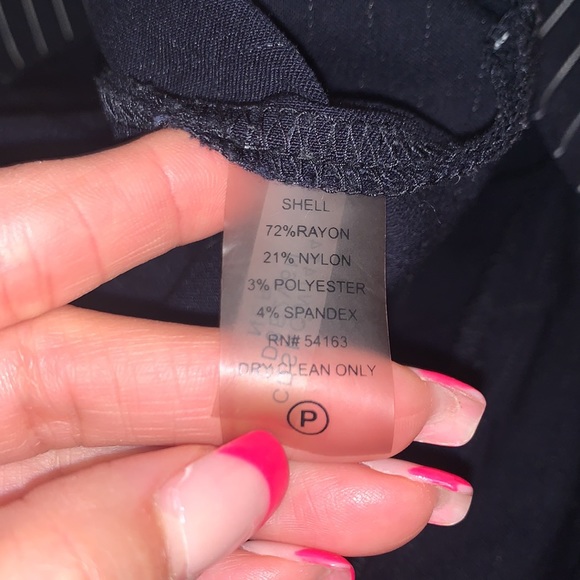 SHELL
72%RAYON
21% NYLON
3% POLYESTER
4% SPANDEX
RN# 54163
DRY CLEAN ONLY
P